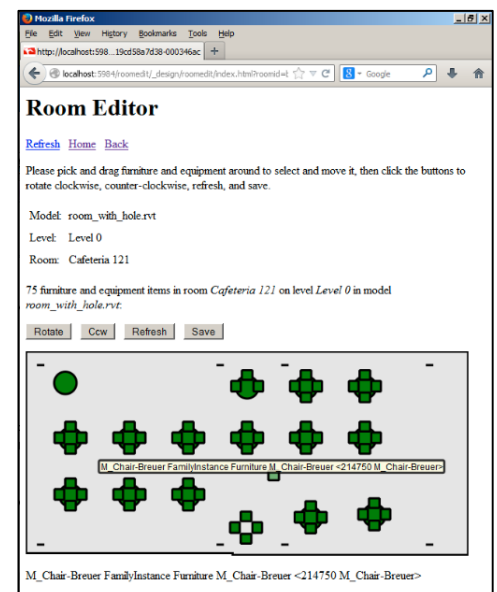 Mozilla Firefox
File Edit View History Bookmarks Tools Help
http://localhost:598...19cd58a7d38-000346ac +
localhost:5984/roomedit/_design/roomedit/index.html?roomid=t Google
Room Editor
Refresh Home Back
Please pick and drag furniture and equipment around to select and move it, then click the buttons to
rotate clockwise, counter-clockwise, refresh, and save.
Model: room_with_hole.rvt
Level: Level 0
Room: Cafeteria 121
75 furniture and equipment items in room Cafeteria 121 on level Level 0 in model
room_with_hole.rvt:
Rotate Ccw Refresh Save
M_Chair-Breuer FamilyInstance Furniture M_Chair-Breuer <214750 M_Chair-Breuer>
M_Chair-Breuer FamilyInstance Furniture M_Chair-Breuer <214750 M_Chair-Breuer>